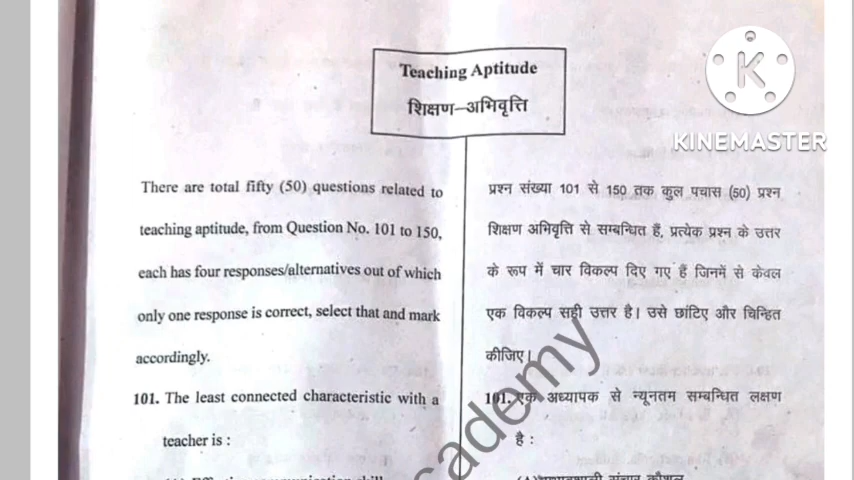 Teaching Aptitude
शिक्षण–अभिवृत्ति
KINEMASTER
There are total fifty (50) questions related to
teaching aptitude, from Question No. 101 to 150,
each has four responses/alternatives out of which
only one response is correct, select that and mark
accordingly.
101. The least connected characteristic with a
teacher is :
प्रश्न संख्या 101 से 150 तक कुल पचास (50) प्रश्न
शिक्षण अभिवृत्ति से सम्बन्धित हैं, प्रत्येक प्रश्न के उत्तर
के रूप में चार विकल्प दिए गए हैं जिनमें से केवल
एक विकल्प सही उत्तर है। उसे छांटिए और चिन्हित
कीजिए।
101. एक अध्यापक से न्यूनतम सम्बन्धित लक्षण
है :
cademy